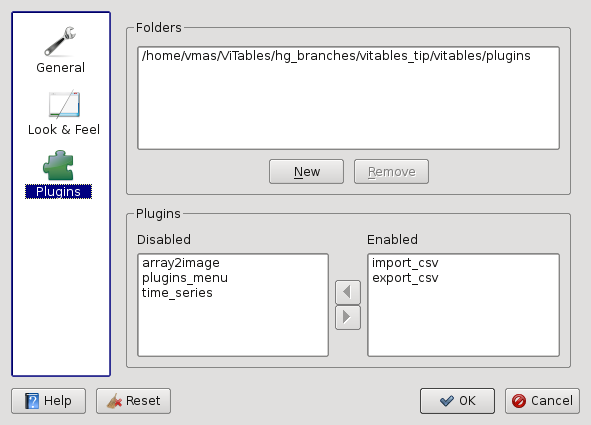 General
Look & Feel
Plugins
Folders
/home/vmas/ViTables/hg_branches/vitables_tip/vitables/plugins
New
Remove
Plugins
Disabled
array2image
plugins_menu
time_series
Enabled
import_csv
export_csv
Help
Reset
OK
Cancel